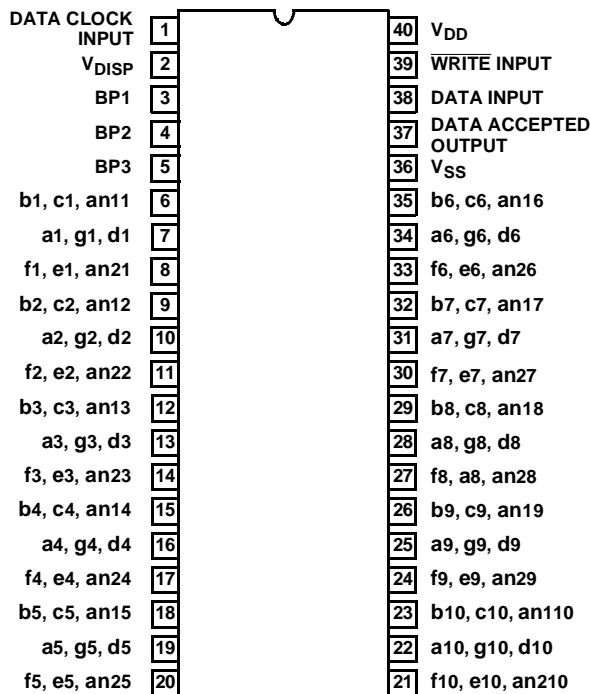 DATA CLOCK
INPUT
1
40
VDD
VDISP
2
39
WRITE INPUT
BP1
3
38
DATA INPUT
BP2
4
37
DATA ACCEPTED
OUTPUT
BP3
5
36
VSS
b1, c1, an11
6
35
b6, c6, an16
a1, g1, d1
7
34
a6, g6, d6
f1, e1, an21
8
33
f6, e6, an26
b2, c2, an12
9
32
b7, c7, an17
a2, g2, d2
10
31
a7, g7, d7
f2, e2, an22
11
30
f7, e7, an27
b3, c3, an13
12
29
b8, c8, an18
a3, g3, d3
13
28
a8, g8, d8
f3, e3, an23
14
27
f8, a8, an28
b4, c4, an14
15
26
b9, c9, an19
a4, g4, d4
16
25
a9, g9, d9
f4, e4, an24
17
24
f9, e9, an29
b5, c5, an15
18
23
b10, c10, an110
a5, g5, d5
19
22
a10, g10, d10
f5, e5, an25
20
21
f10, e10, an210